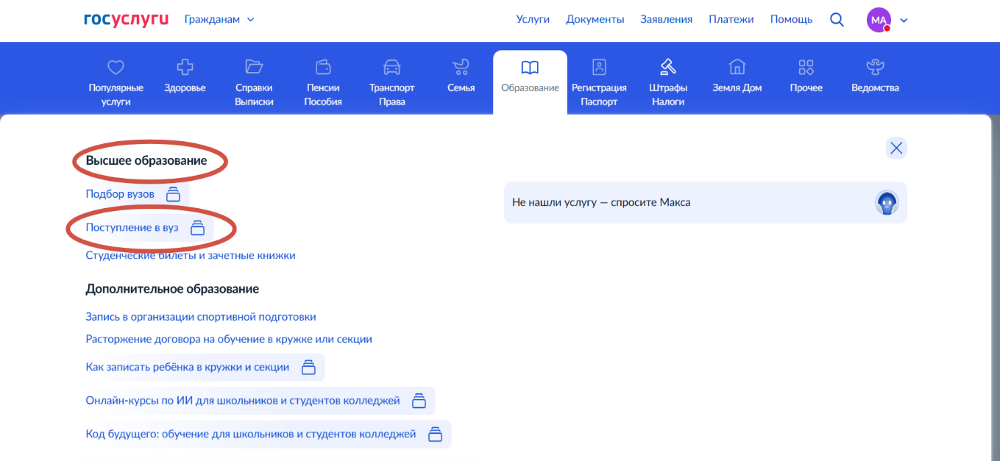 госуслуги Гражданам
Услуги Документы Заявления Платежи Помощь МА
Популярные услуги
Здоровье
Справки Выписки
Пенсии Пособия
Транспорт Права
Семья
Образование
Регистрация Паспорт
Штрафы Налоги
Земля Дом
Прочее
Ведомства
Высшее образование
Подбор вузов
Поступление в вуз
Студенческие билеты и зачетные книжки
Не нашли услугу — спросите Макса
Дополнительное образование
Запись в организации спортивной подготовки
Расторжение договора на обучение в кружке или секции
Как записать ребёнка в кружки и секции
Онлайн-курсы по ИИ для школьников и студентов колледжей
Код будущего: обучение для школьников и студентов колледжей